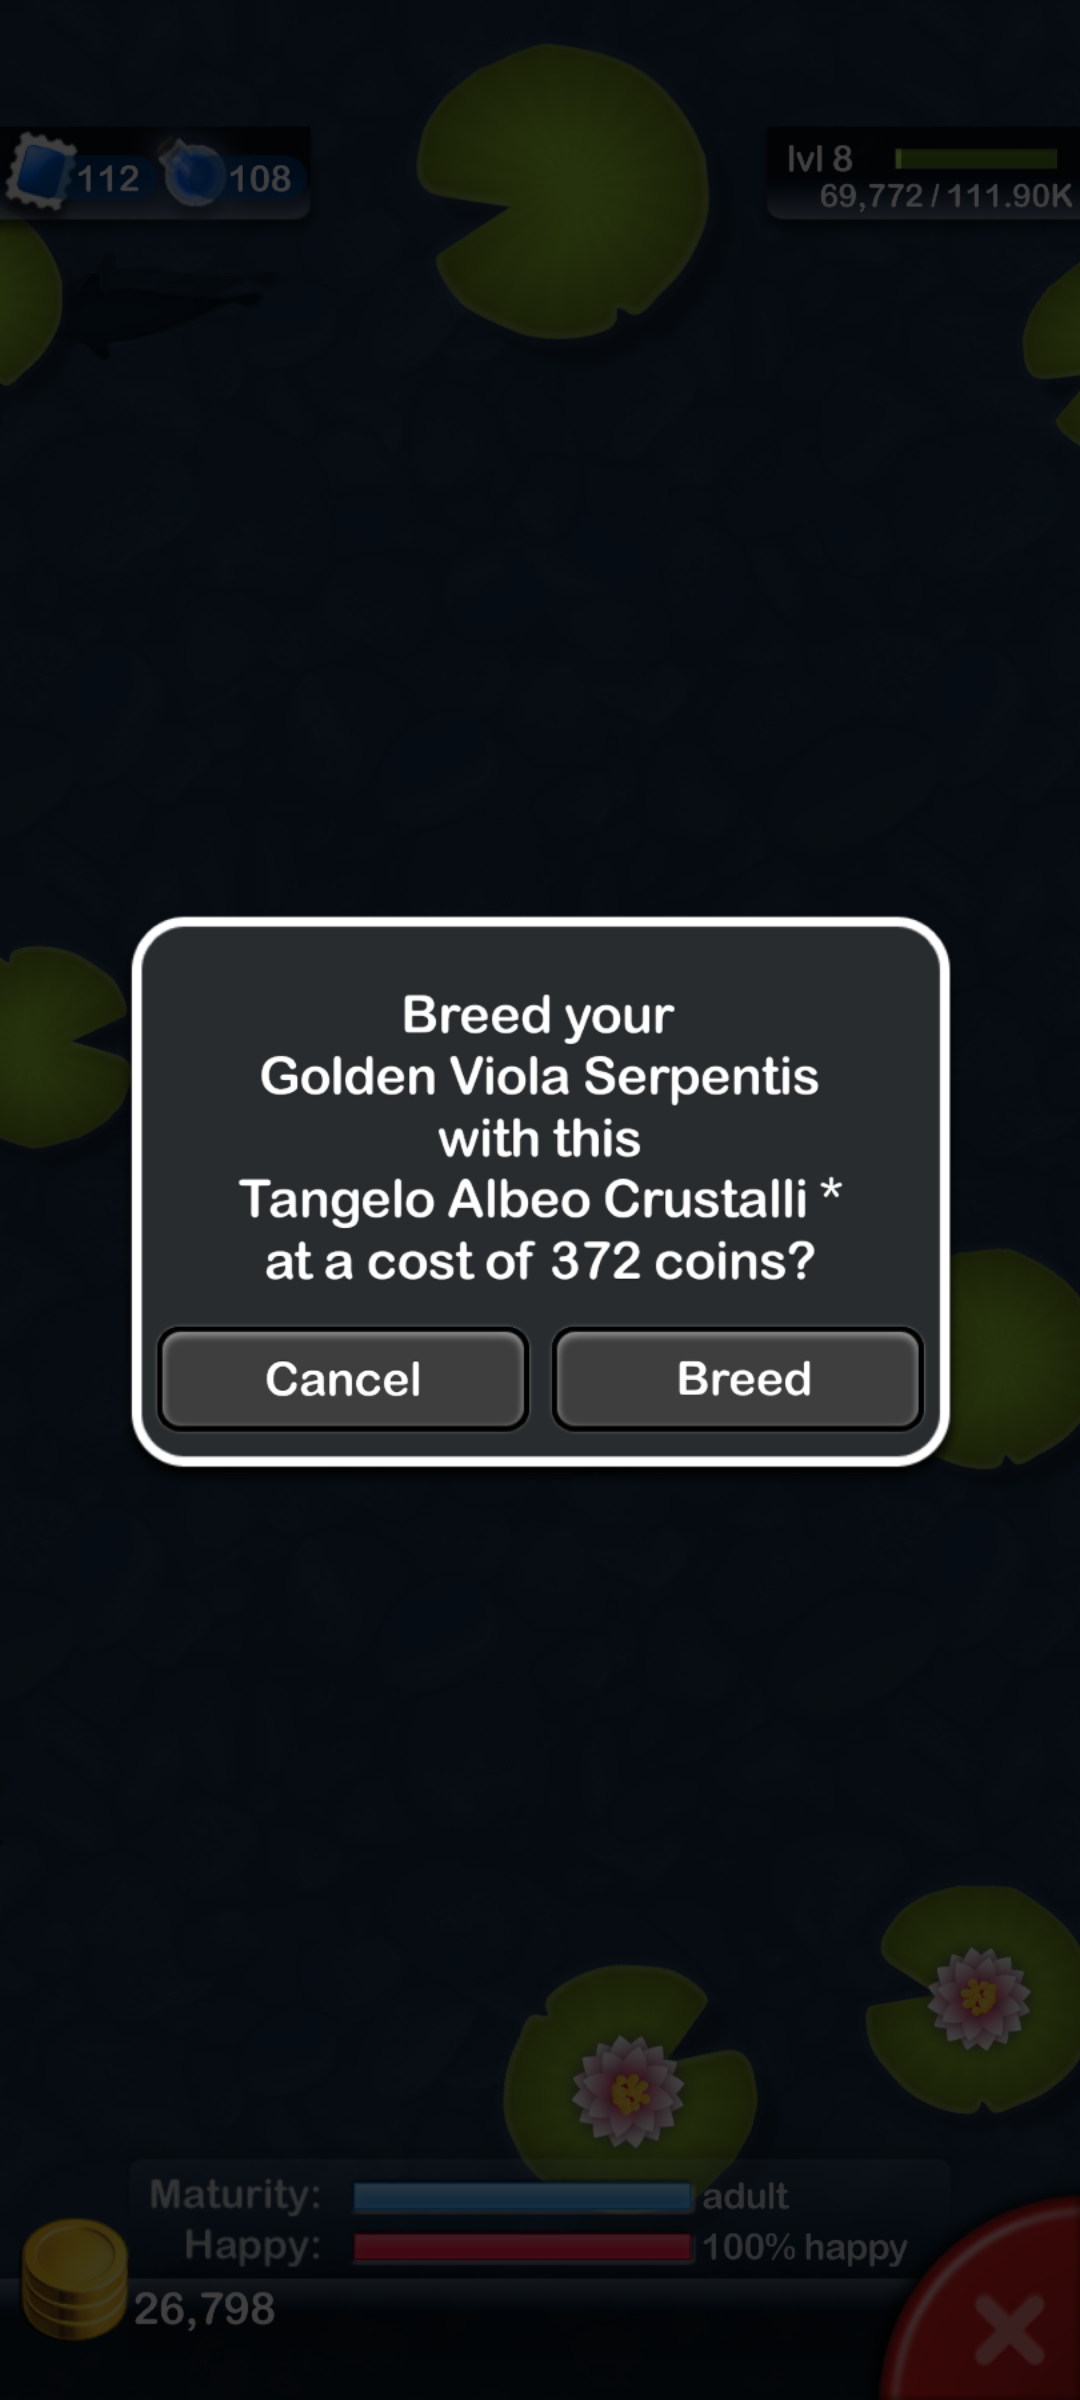 112 108
lvl 8
69,772 / 111.90K
Breed your
Golden Viola Serpentis
with this
Tangelo Albeo Crustalli *
at a cost of 372 coins?
Cancel Breed
Maturity: adult
Happy: 100% happy
26,798